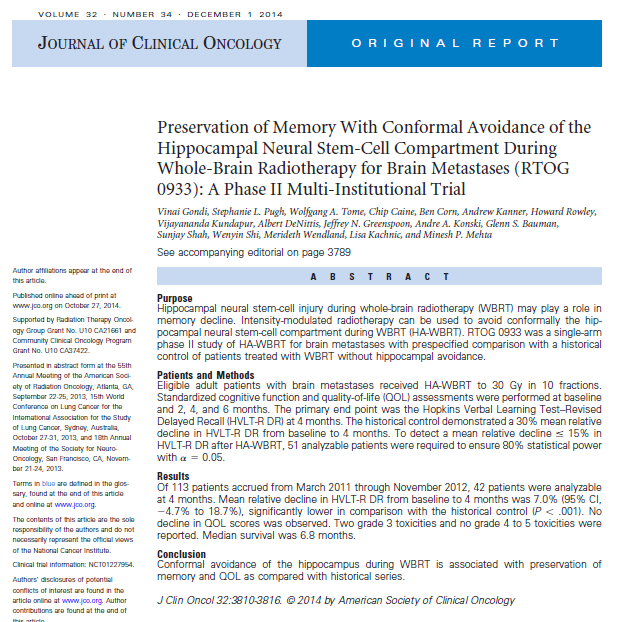 VOLUME 32 · NUMBER 34 · DECEMBER 1 2014
JOURNAL OF CLINICAL ONCOLOGY
ORIGINAL REPORT
Preservation of Memory With Conformal Avoidance of the
Hippocampal Neural Stem-Cell Compartment During
Whole-Brain Radiotherapy for Brain Metastases (RTOG
0933): A Phase II Multi-Institutional Trial
Vinai Gondi, Stephanie L. Pugh, Wolfgang A. Tome, Chip Caine, Ben Corn, Andrew Kanner, Howard Rowley,
Vijayananda Kundapur, Albert DeNittis, Jeffrey N. Greenspoon, Andre A. Konski, Glenn S. Bauman,
Sunjay Shah, Wenyin Shi, Merideth Wendland, Lisa Kachnic, and Minesh P. Mehta
See accompanying editorial on page 3789
Author affiliations appear at the end of
this article.
Published online ahead of print at
www.jco.org on October 27, 2014.
Supported by Radiation Therapy Oncol-
ogy Group Grant No. U10 CA21661 and
Community Clinical Oncology Program
Grant No. U10 CA37422.
Presented in abstract form at the 55th
Annual Meeting of the American Soci-
ety of Radiation Oncology, Atlanta, GA,
September 22-25, 2013, 15th World
Conference on Lung Cancer for the
International Association for the Study
of Lung Cancer, Sydney, Australia,
October 27-31, 2013, and 18th Annual
Meeting of the Society for Neuro-
Oncology, San Francisco, CA, Novem-
ber 21-24, 2013.
Terms in blue are defined in the glos-
sary, found at the end of this article
and online at www.jco.org.
The contents of this article are the sole
responsibility of the authors and do not
necessarily represent the official views
of the National Cancer Institute.
Clinical trial information: NCT01227954.
Authors' disclosures of potential
conflicts of interest are found in the
article online at www.jco.org. Author
contributions are found at the end of
this article.
ABSTRACT
Purpose
Hippocampal neural stem-cell injury during whole-brain radiotherapy (WBRT) may play a role in
memory decline. Intensity-modulated radiotherapy can be used to avoid conformally the hip-
pocampal neural stem-cell compartment during WBRT (HA-WBRT). RTOG 0933 was a single-arm
phase II study of HA-WBRT for brain metastases with prespecified comparison with a historical
control of patients treated with WBRT without hippocampal avoidance.
Patients and Methods
Eligible adult patients with brain metastases received HA-WBRT to 30 Gy in 10 fractions.
Standardized cognitive function and quality-of-life (QOL) assessments were performed at baseline
and 2, 4, and 6 months. The primary end point was the Hopkins Verbal Learning Test–Revised
Delayed Recall (HVLT-R DR) at 4 months. The historical control demonstrated a 30% mean relative
decline in HVLT-R DR from baseline to 4 months. To detect a mean relative decline ≤ 15% in
HVLT-R DR after HA-WBRT, 51 analyzable patients were required to ensure 80% statistical power
with α = 0.05.
Results
Of 113 patients accrued from March 2011 through November 2012, 42 patients were analyzable
at 4 months. Mean relative decline in HVLT-R DR from baseline to 4 months was 7.0% (95% CI,
−4.7% to 18.7%), significantly lower in comparison with the historical control (P < .001). No
decline in QOL scores was observed. Two grade 3 toxicities and no grade 4 to 5 toxicities were
reported. Median survival was 6.8 months.
Conclusion
Conformal avoidance of the hippocampus during WBRT is associated with preservation of
memory and QOL as compared with historical series.
J Clin Oncol 32:3810-3816. © 2014 by American Society of Clinical Oncology